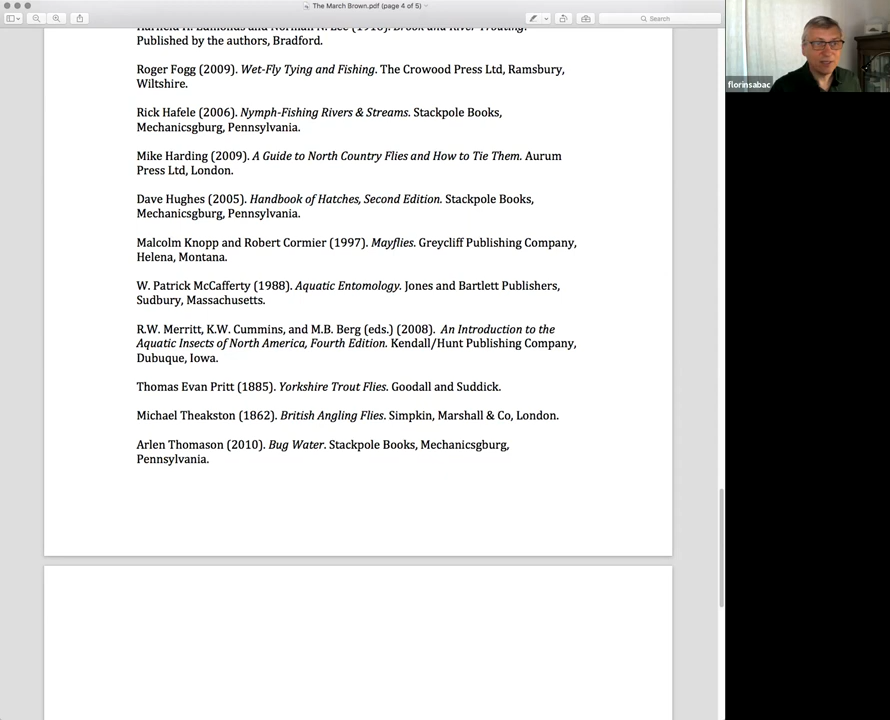 The March Brown.pdf (page 4 of 5)
Search
Published by the authors, Bradford.
Roger Fogg (2009). Wet-Fly Tying and Fishing. The Crowood Press Ltd, Ramsbury,
Wiltshire.
Rick Hafele (2006). Nymph-Fishing Rivers & Streams. Stackpole Books,
Mechanicsgburg, Pennsylvania.
Mike Harding (2009). A Guide to North Country Flies and How to Tie Them. Aurum
Press Ltd, London.
Dave Hughes (2005). Handbook of Hatches, Second Edition. Stackpole Books,
Mechanicsgburg, Pennsylvania.
Malcolm Knopp and Robert Cormier (1997). Mayflies. Greycliff Publishing Company,
Helena, Montana.
W. Patrick McCafferty (1988). Aquatic Entomology. Jones and Bartlett Publishers,
Sudbury, Massachusetts.
R.W. Merritt, K.W. Cummins, and M.B. Berg (eds.) (2008). An Introduction to the
Aquatic Insects of North America, Fourth Edition. Kendall/Hunt Publishing Company,
Dubuque, Iowa.
Thomas Evan Pritt (1885). Yorkshire Trout Flies. Goodall and Suddick.
Michael Theakston (1862). British Angling Flies. Simpkin, Marshall & Co, London.
Arlen Thomason (2010). Bug Water. Stackpole Books, Mechanicsgburg,
Pennsylvania.
florinsabac